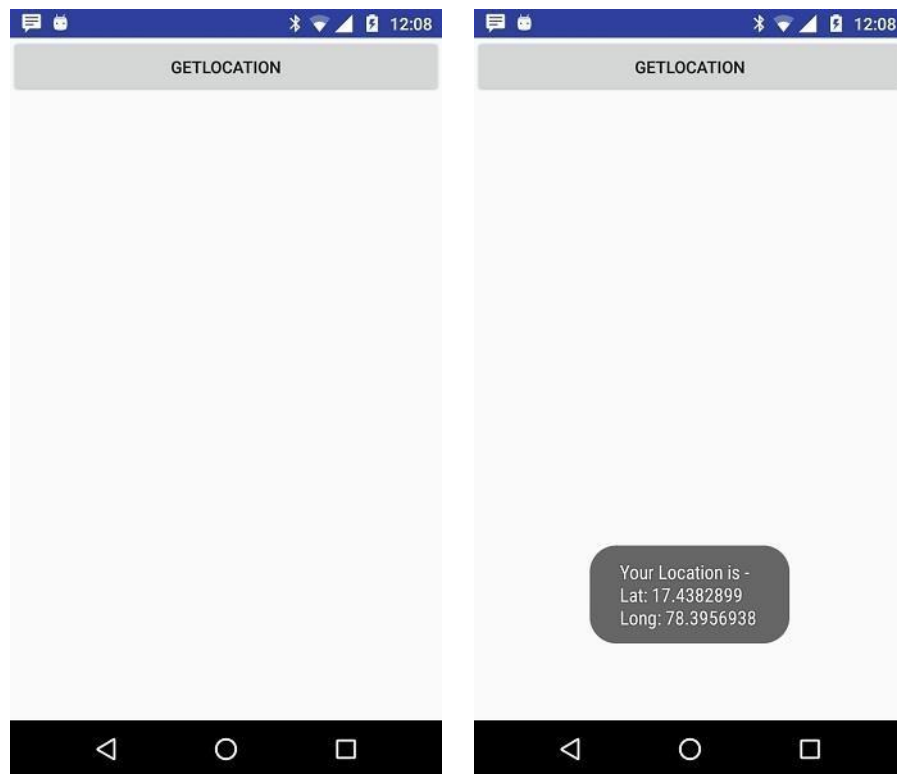 12:08
GETLOCATION
12:08
GETLOCATION
Your Location is -
Lat: 17.4382899
Long: 78.3956938